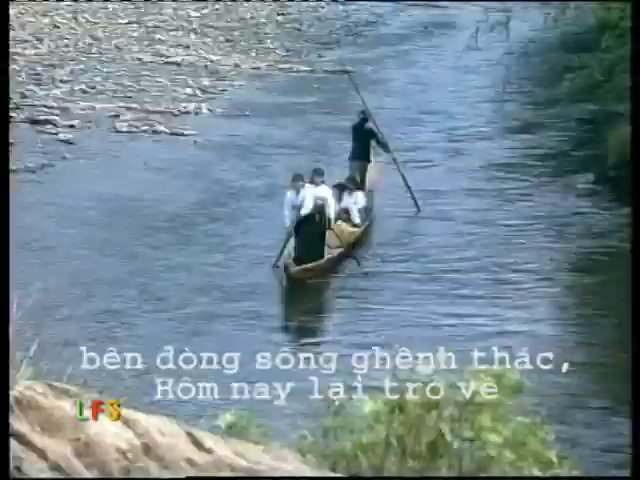 bên dòng sông ghềnh thác,
Hôm nay lại trở về
LFS